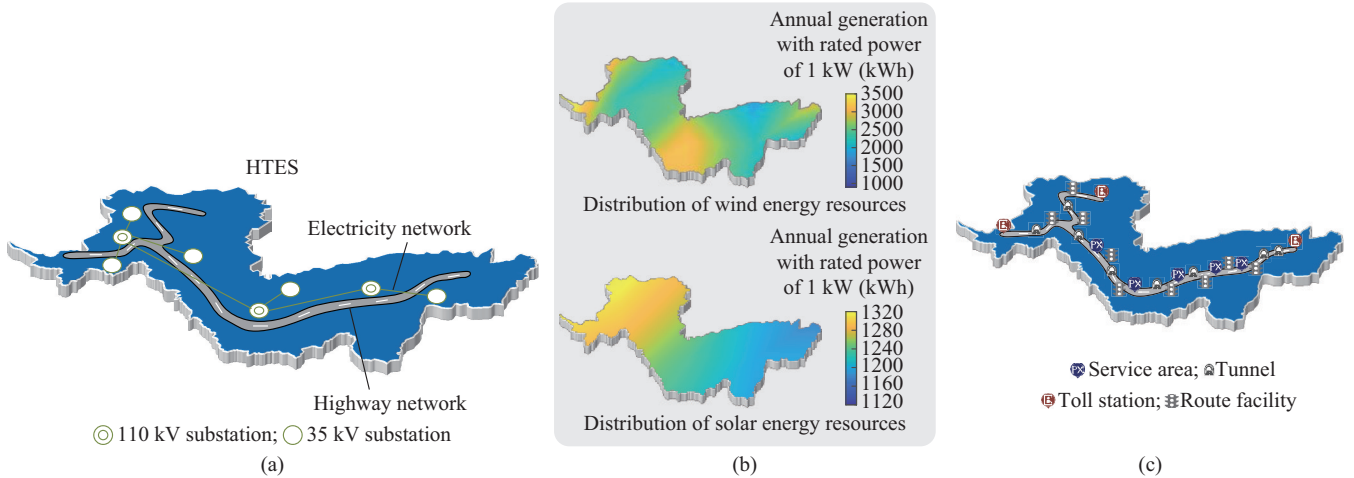 HTES
Electricity network
Highway network
110 kV substation; 35 kV substation
(a)
Annual generation
with rated power
of 1 kW (kWh)
3500
3000
2500
2000
1500
1000
Distribution of wind energy resources
Annual generation
with rated power
of 1 kW (kWh)
1320
1280
1240
1200
1160
1120
Distribution of solar energy resources
(b)
PX Service area; Tunnel
Toll station; Route facility
(c)